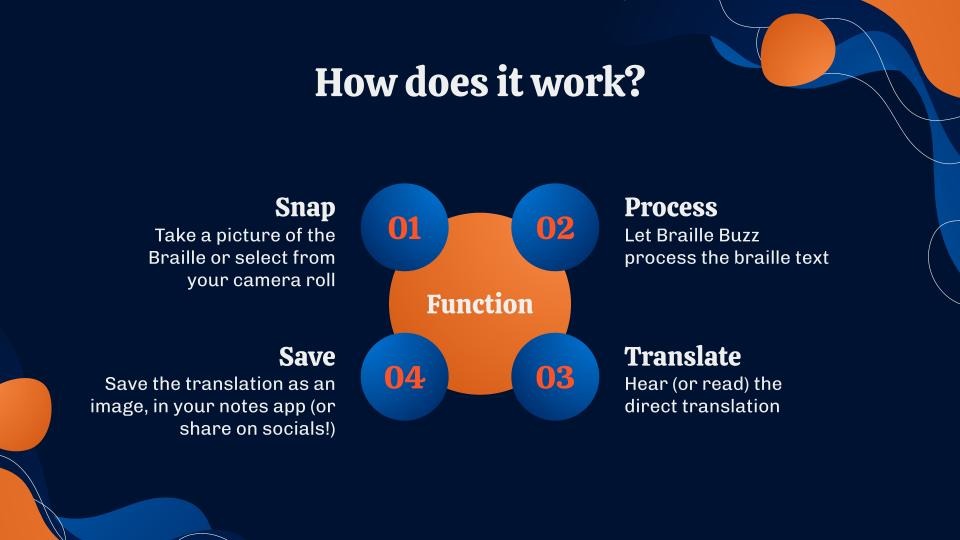 How does it work?
Snap
Take a picture of the
Braille or select from
your camera roll
01
02
Process
Let Braille Buzz
process the braille text
Function
Save
Save the translation as an
image, in your notes app (or
share on socials!)
04
03
Translate
Hear (or read) the
direct translation